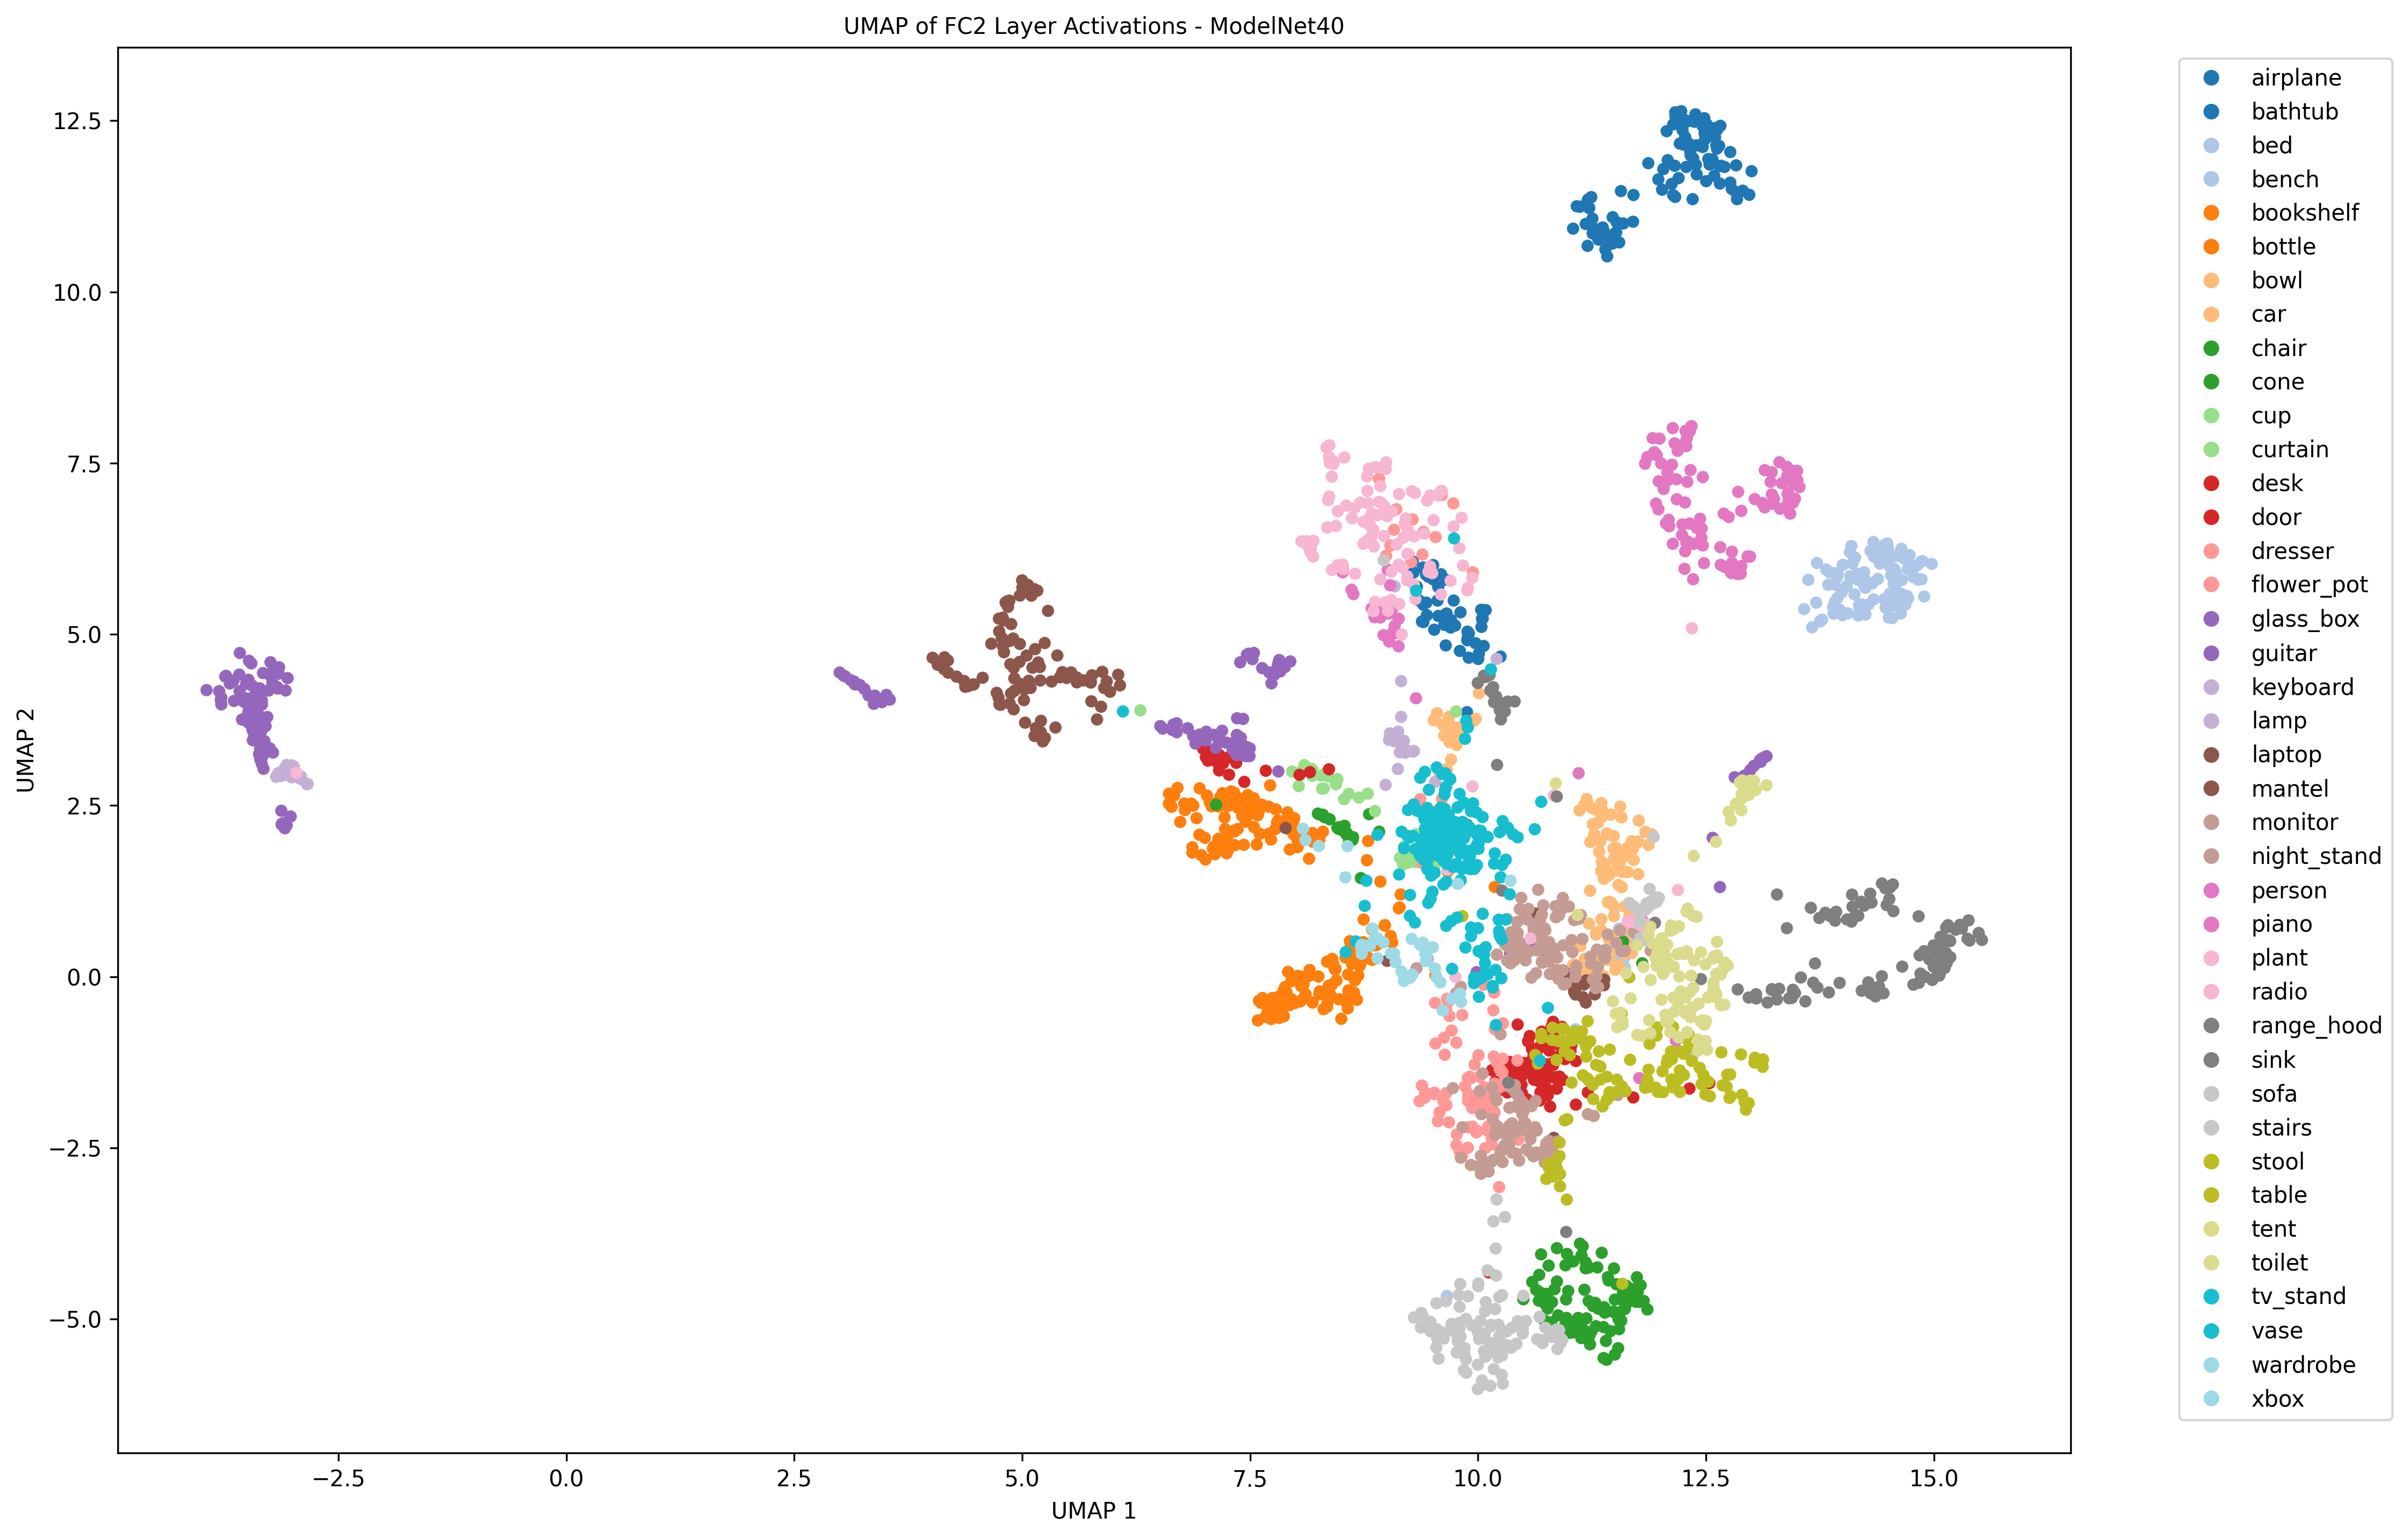 UMAP of FC2 Layer Activations - ModelNet40
12.5
10.0
7.5
5.0
2.5
0.0
−2.5
−5.0
UMAP 2
−2.5
0.0
2.5
5.0
7.5
10.0
12.5
15.0
UMAP 1
airplane
bathtub
bed
bench
bookshelf
bottle
bowl
car
chair
cone
cup
curtain
desk
door
dresser
flower_pot
glass_box
guitar
keyboard
lamp
laptop
mantel
monitor
night_stand
person
piano
plant
radio
range_hood
sink
sofa
stairs
stool
table
tent
toilet
tv_stand
vase
wardrobe
xbox